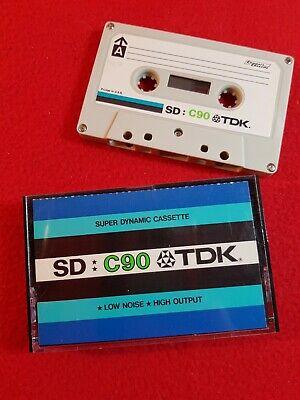 A
SD : C90 TDK.
SUPER DYNAMIC CASSETTE
SD : C90 TDK®
★ LOW NOISE ★ HIGH OUTPUT